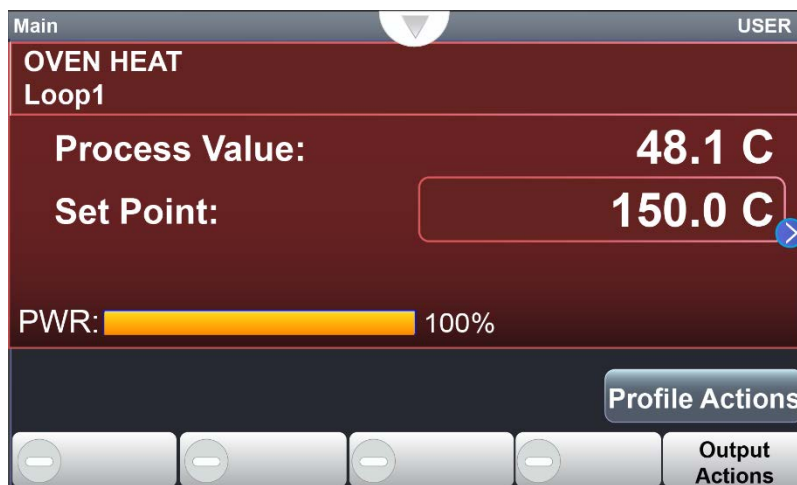 Main
USER
OVEN HEAT
Loop1
Process Value: 48.1 C
Set Point: 150.0 C
PWR: 100%
Profile Actions
Output
Actions